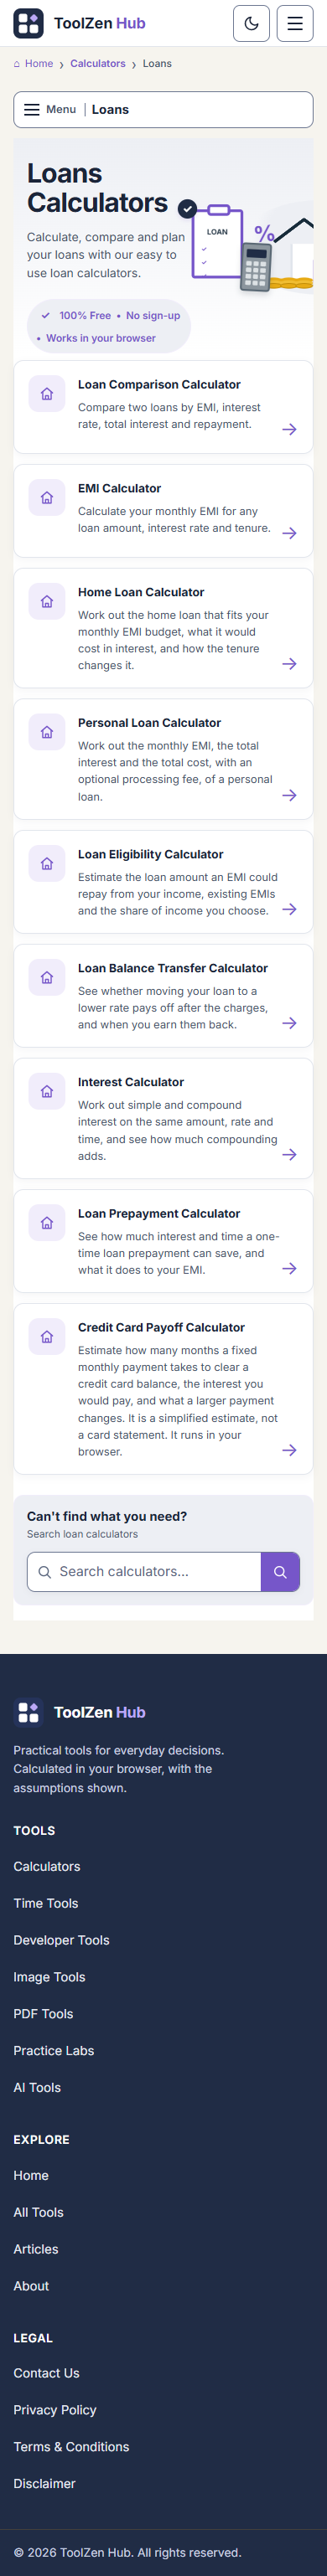 ToolZen Hub
Home › Calculators › Loans
Menu | Loans
Loans
Calculators
Calculate, compare and plan
your loans with our easy to
use loan calculators.
LOAN
%
✓ 100% Free • No sign-up
• Works in your browser
Loan Comparison Calculator
Compare two loans by EMI, interest
rate, total interest and repayment.
EMI Calculator
Calculate your monthly EMI for any
loan amount, interest rate and tenure.
Home Loan Calculator
Work out the home loan that fits your
monthly EMI budget, what it would
cost in interest, and how the tenure
changes it.
Personal Loan Calculator
Work out the monthly EMI, the total
interest and the total cost, with an
optional processing fee, of a personal
loan.
Loan Eligibility Calculator
Estimate the loan amount an EMI could
repay from your income, existing EMIs
and the share of income you choose.
Loan Balance Transfer Calculator
See whether moving your loan to a
lower rate pays off after the charges,
and when you earn them back.
Interest Calculator
Work out simple and compound
interest on the same amount, rate and
time, and see how much compounding
adds.
Loan Prepayment Calculator
See how much interest and time a one-
time loan prepayment can save, and
what it does to your EMI.
Credit Card Payoff Calculator
Estimate how many months a fixed
monthly payment takes to clear a
credit card balance, the interest you
would pay, and what a larger payment
changes. It is a simplified estimate, not
a card statement. It runs in your
browser.
Can't find what you need?
Search loan calculators
Search calculators...
ToolZen Hub
Practical tools for everyday decisions.
Calculated in your browser, with the
assumptions shown.
TOOLS
Calculators
Time Tools
Developer Tools
Image Tools
PDF Tools
Practice Labs
AI Tools
EXPLORE
Home
All Tools
Articles
About
LEGAL
Contact Us
Privacy Policy
Terms & Conditions
Disclaimer
© 2026 ToolZen Hub. All rights reserved.